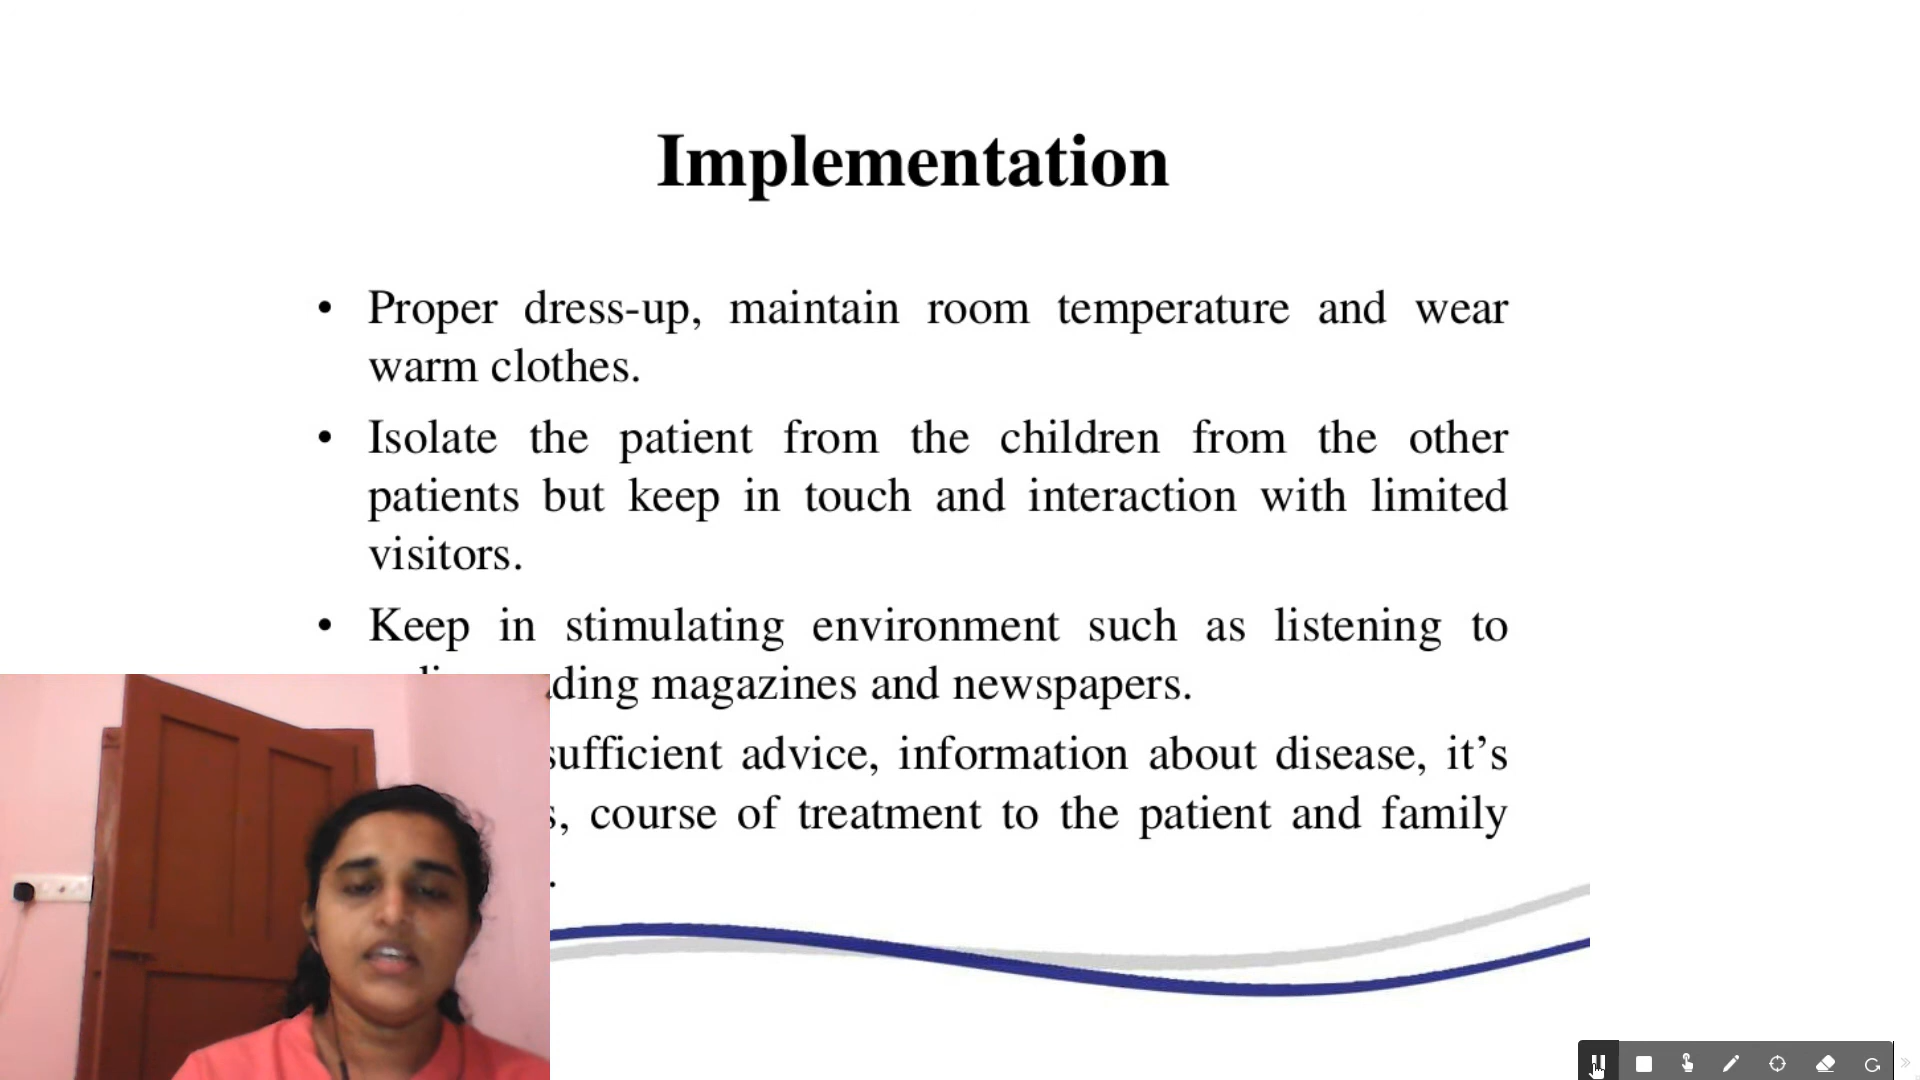 Implementation
• Proper dress-up, maintain room temperature and wear
warm clothes.
• Isolate the patient from the children from the other
patients but keep in touch and interaction with limited
visitors.
• Keep in stimulating environment such as listening to
magazines and newspapers.
sufficient advice, information about disease, it’s
course of treatment to the patient and family